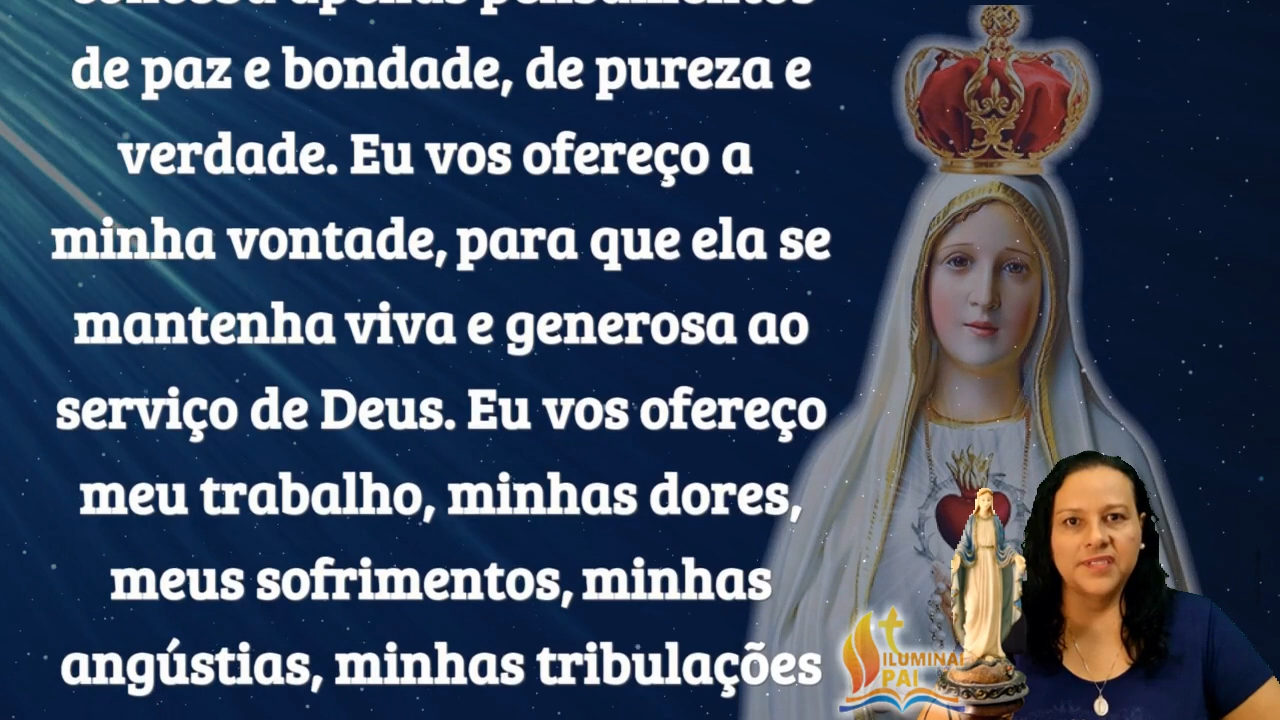 de paz e bondade, de pureza e
verdade. Eu vos ofereço a
minha vontade, para que ela se
mantenha viva e generosa ao
serviço de Deus. Eu vos ofereço
meu trabalho, minhas dores,
meus sofrimentos, minhas
angústias, minhas tribulações
ILUMINAI
PAI